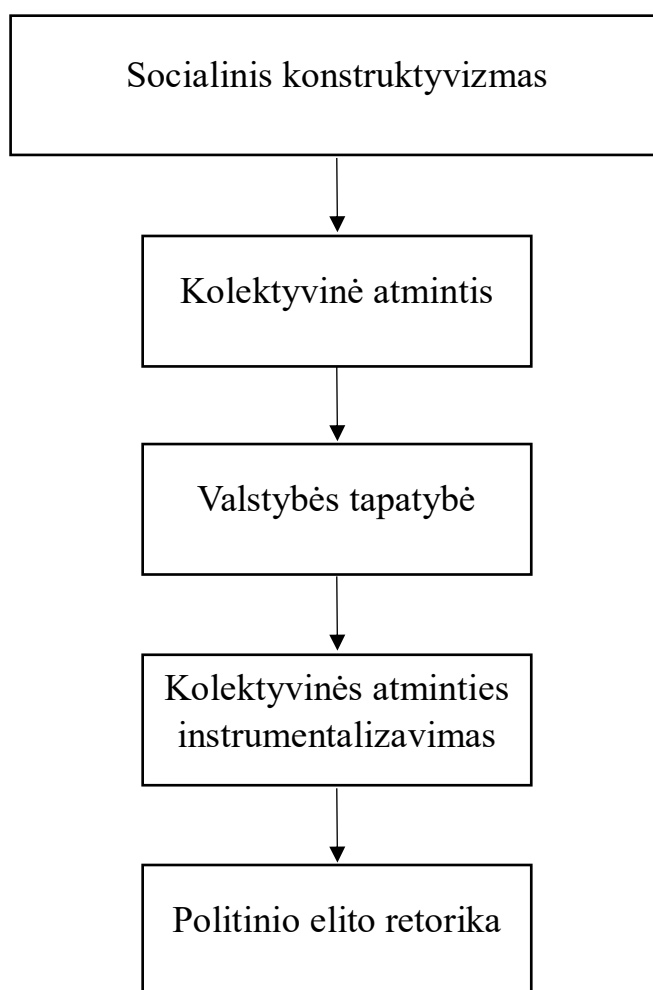 Socialinis konstruktyvizmas
Kolektyvinė atmintis
Valstybės tapatybė
Kolektyvinės atminties
instrumentalizavimas
Politinio elito retorika